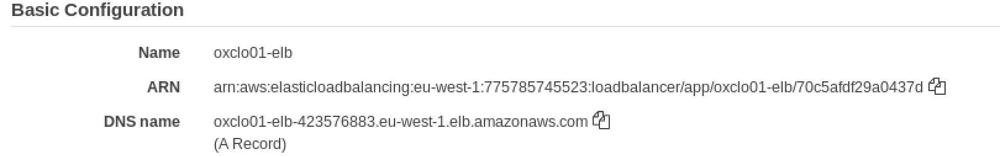 Basic Configuration
Name oxclo01-elb
ARN arn:aws:elasticloadbalancing:eu-west-1:775785745523:loadbalancer/app/oxclo01-elb/70c5afdf29a0437d
DNS name oxclo01-elb-423576883.eu-west-1.elb.amazonaws.com
(A Record)